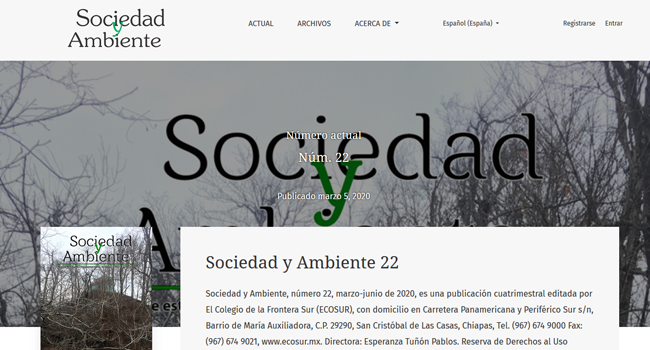 Sociedad
y
Ambiente
ACTUAL
ARCHIVOS
ACERCA DE
Español (España)
Registrarse
Entrar
Sociedad
y
Número actual
Núm. 22
Publicado marzo 5, 2020
Sociedad
y
Ambiente
Sociedad y Ambiente 22
Sociedad y Ambiente, número 22, marzo-junio de 2020, es una publicación cuatrimestral editada por
El Colegio de la Frontera Sur (ECOSUR), con domicilio en Carretera Panamericana y Periférico Sur s/n,
Barrio de María Auxiliadora, C.P. 29290, San Cristóbal de Las Casas, Chiapas, Tel. (967) 674 9000 Fax:
(967) 674 9021, www.ecosur.mx. Directora: Esperanza Tuñón Pablos. Reserva de Derechos al Uso